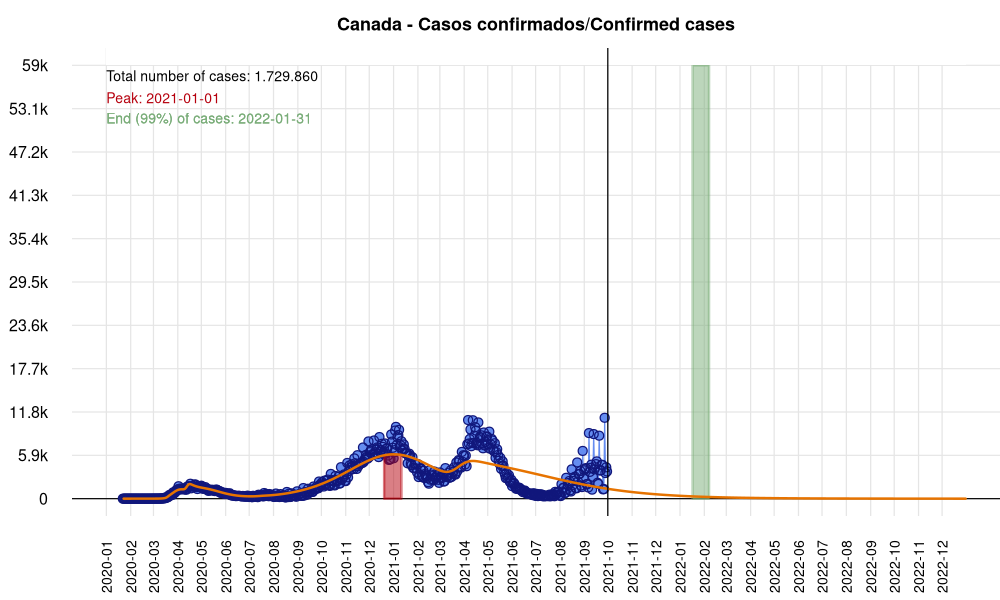 Canada - Casos confirmados/Confirmed cases
Total number of cases: 1.729.860
Peak: 2021-01-01
End (99%) of cases: 2022-01-31
59k
53.1k
47.2k
41.3k
35.4k
29.5k
23.6k
17.7k
11.8k
5.9k
0
2020-01
2020-02
2020-03
2020-04
2020-05
2020-06
2020-07
2020-08
2020-09
2020-10
2020-11
2020-12
2021-01
2021-02
2021-03
2021-04
2021-05
2021-06
2021-07
2021-08
2021-09
2021-10
2021-11
2021-12
2022-01
2022-02
2022-03
2022-04
2022-05
2022-06
2022-07
2022-08
2022-09
2022-10
2022-11
2022-12